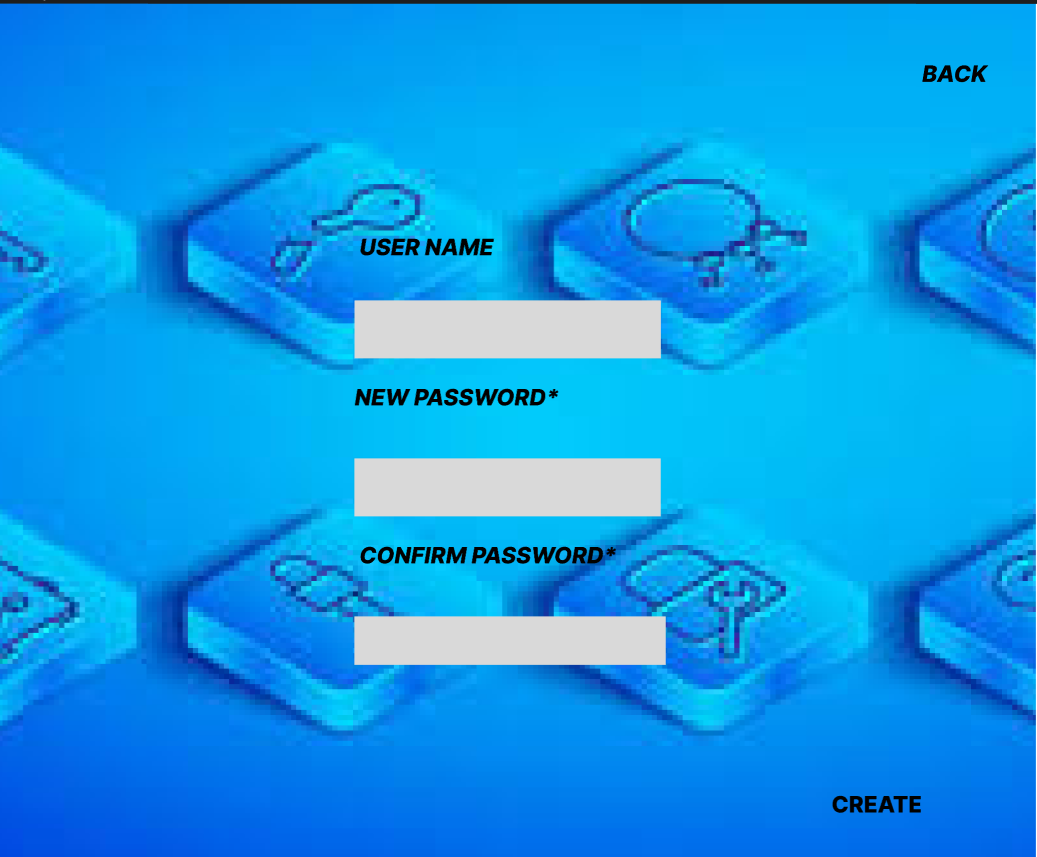 BACK
USER NAME
NEW PASSWORD*
CONFIRM PASSWORD*
CREATE